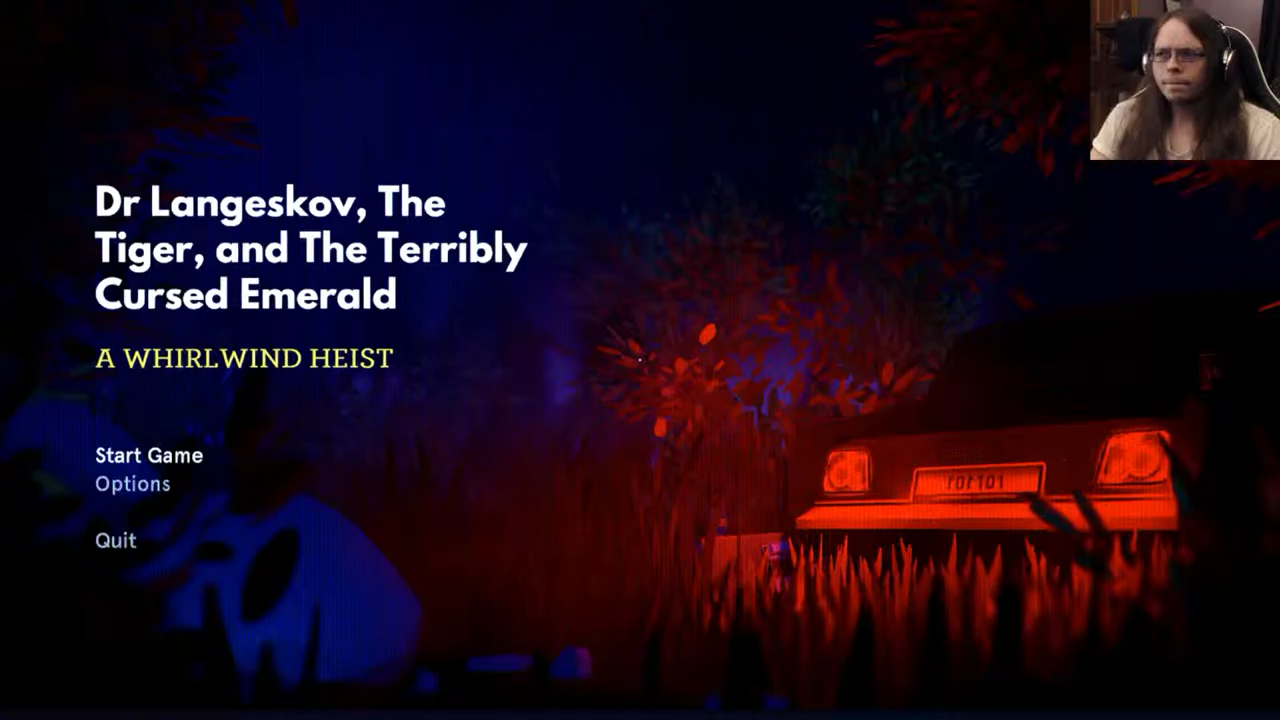 Dr Langeskov, The
Tiger, and The Terribly
Cursed Emerald
A WHIRLWIND HEIST
Start Game
Options
Quit